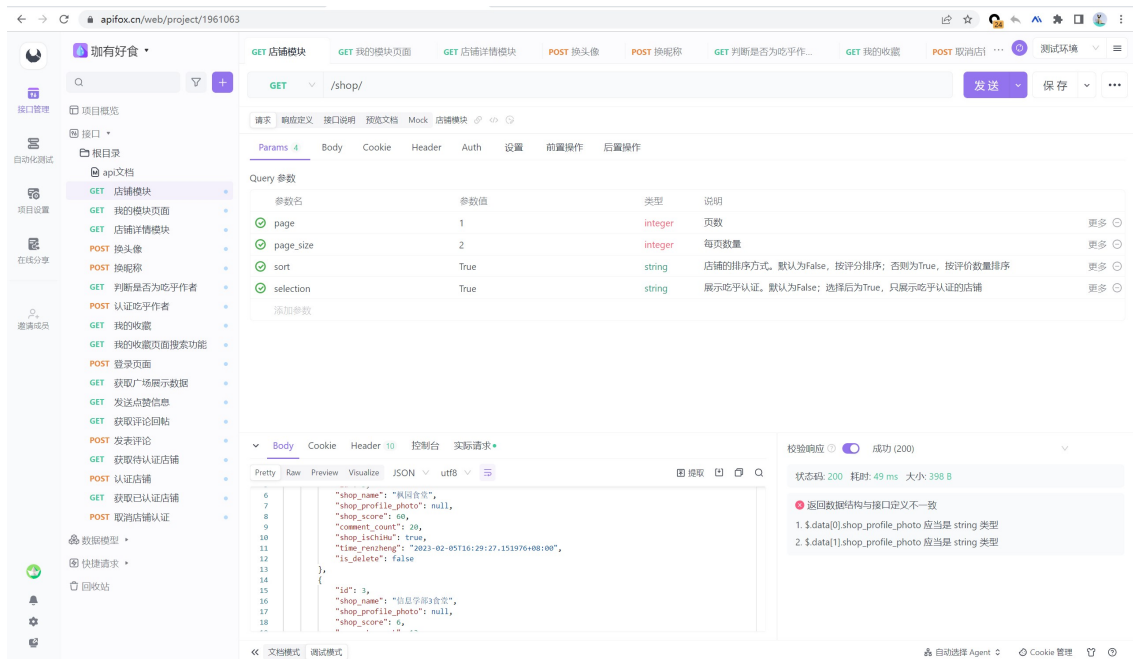 apifox.cn/web/project/1961063
24
珈有好食
GET 店铺模块 GET 我的模块页面 GET 店铺详情模块 POST 换头像 POST 换昵称 GET 判断是否为吃乎作... GET 我的收藏 POST 取消店铺 ... 测试环境
GET /shop/ 发送 保存
请求 响应定义 接口说明 预览文档 Mock 店铺模块
Params 4 Body Cookie Header Auth 设置 前置操作 后置操作
Query 参数
参数名 参数值 类型 说明
page 1 integer 页数 更多
page_size 2 integer 每页数量 更多
sort True string 店铺的排序方式。默认为False，按评分排序；否则为True，按评价数量排序 更多
selection True string 展示吃乎认证。默认为False；选择后为True，只展示吃乎认证的店铺 更多
添加参数
接口管理
自动化测试
项目设置
在线分享
邀请成员
项目概览
接口
根目录
api文档
GET 店铺模块
GET 我的模块页面
GET 店铺详情模块
POST 换头像
POST 换昵称
GET 判断是否为吃乎作者
POST 认证吃乎作者
GET 我的收藏
GET 我的收藏页面搜索功能
POST 登录页面
GET 获取广场展示数据
GET 发送点赞信息
GET 获取评论回帖
POST 发表评论
GET 获取待认证店铺
POST 认证店铺
GET 获取已认证店铺
POST 取消店铺认证
数据模型
快捷请求
回收站
Body Cookie Header 10 控制台 实际请求
Pretty Raw Preview Visualize JSON utf8 提取
6 "shop_name": "枫园食堂",
7 "shop_profile_photo": null,
8 "shop_score": 60,
9 "comment_count": 20,
10 "shop_isChiHu": true,
11 "time_renzheng": "2023-02-05T16:29:27.151976+08:00",
12 "is_delete": false
13 },
14 {
15 "id": 3,
16 "shop_name": "信息学部3食堂",
17 "shop_profile_photo": null,
18 "shop_score": 6,
校验响应 成功 (200)
状态码: 200 耗时: 49 ms 大小: 398 B
返回数据结构与接口定义不一致
1. $.data[0].shop_profile_photo 应当是 string 类型
2. $.data[1].shop_profile_photo 应当是 string 类型
文档模式 调试模式
自动选择 Agent Cookie 管理